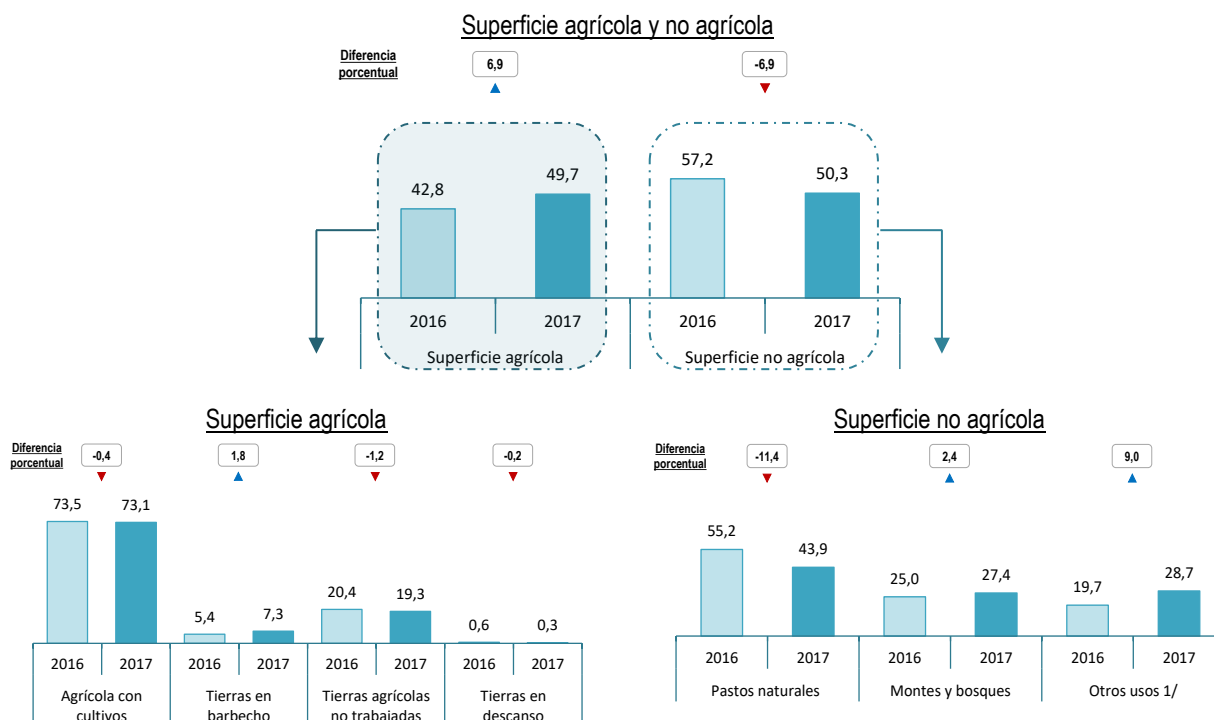 Superficie agrícola y no agrícola
Diferencia
porcentual
6,9
-6,9
42,8
49,7
57,2
50,3
2016
2017
2016
2017
Superficie agrícola
Superficie no agrícola
Superficie agrícola
Diferencia
porcentual
-0,4
1,8
-1,2
-0,2
73,5
73,1
5,4
7,3
20,4
19,3
0,6
0,3
2016
2017
2016
2017
2016
2017
2016
2017
Agrícola con
cultivos
Tierras en
barbecho
Tierras agrícolas
no trabajadas
Tierras en
descanso
Superficie no agrícola
Diferencia
porcentual
-11,4
2,4
9,0
55,2
43,9
25,0
27,4
19,7
28,7
2016
2017
2016
2017
2016
2017
Pastos naturales
Montes y bosques
Otros usos 1/